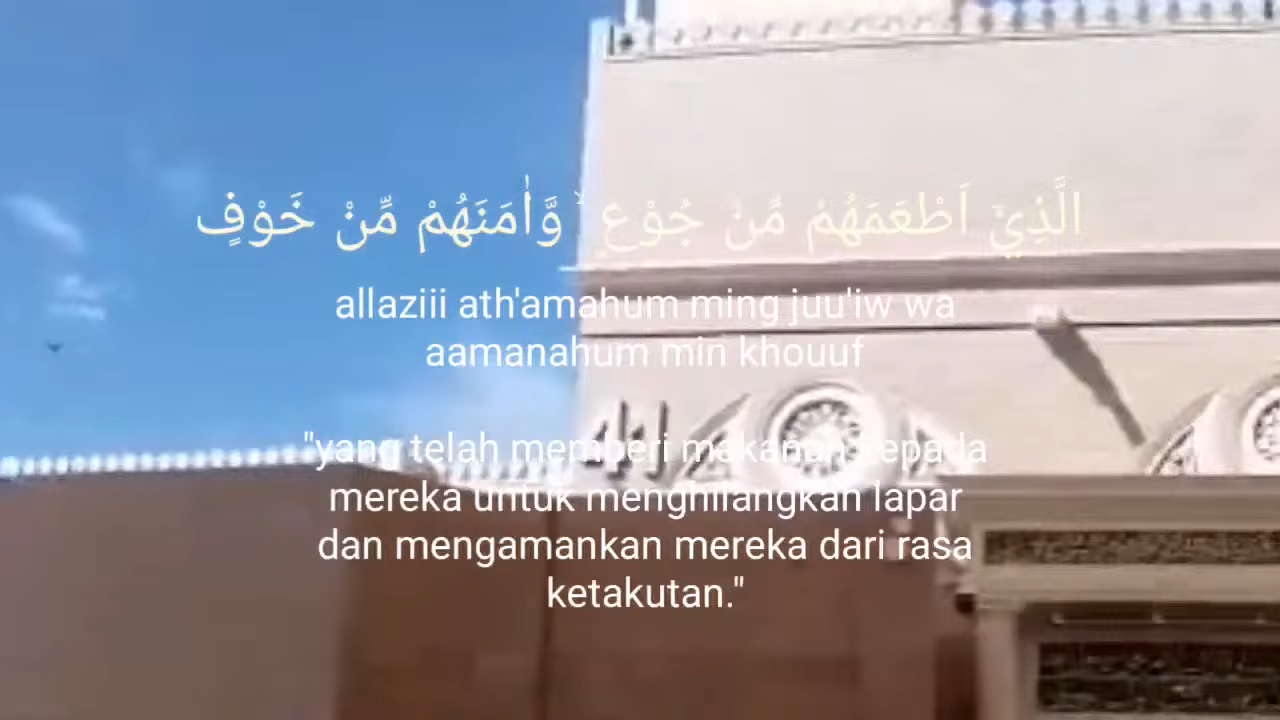 الَّذِيْٓ اَطْعَمَهُمْ مِّنْ جُوْعٍ ۙ وَّاٰمَنَهُمْ مِّنْ خَوْفٍ
allaziii ath'amahum ming juu'iw wa
aamanahum min khouuf
"yang telah memberi makanan kepada
mereka untuk menghilangkan lapar
dan mengamankan mereka dari rasa
ketakutan."
41